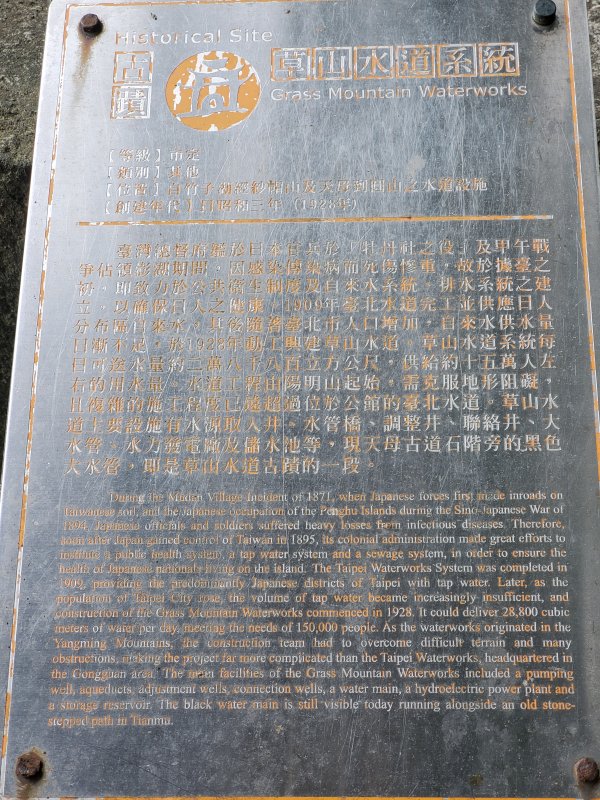 Historical Site
古蹟
草山水道系統
Grass Mountain Waterworks
【等級】市定
【類別】其他
【位置】自竹子湖經紗帽山及天母到圓山之水道設施
【創建年代】日昭和三年（1928年）
臺灣總督府鑑於日本官兵於「牡丹社之役」及甲午戰
爭佔領澎湖期間，因感染傳染病而死傷慘重，故於據臺之
初，即致力於公共衛生制度及自來水系統、排水系統之建
立，以確保日人之健康。1909年臺北水道完工並供應日人
分布區自來水，其後隨著臺北市人口增加，自來水供水量
日漸不足，於1928年動工興建草山水道。草山水道系統每
日可送水量約二萬八千八百立方公尺，供給約十五萬人左
右的用水量。水道工程由陽明山起始，需克服地形阻礙，
且複雜的施工程度已遠超過位於公館的臺北水道。草山水
道主要設施有水源取入井、水管橋、調整井、聯絡井、大
水管、水力發電廠及儲水池等，現天母古道石階旁的黑色
大水管，即是草山水道古蹟的一段。
During the Mudan Village Incident of 1871, when Japanese forces first made inroads on
Taiwanese soil, and the Japanese occupation of the Penghu Islands during the Sino-Japanese War of
1894, Japanese officials and soldiers suffered heavy losses from infectious diseases. Therefore,
soon after Japan gained control of Taiwan in 1895, its colonial administration made great efforts to
institute a public health system, a tap water system and a sewage system, in order to ensure the
health of Japanese nationals living on the island. The Taipei Waterworks System was completed in
1909, providing the predominantly Japanese districts of Taipei with tap water. Later, as the
population of Taipei City rose, the volume of tap water became increasingly insufficient, and
construction of the Grass Mountain Waterworks commenced in 1928. It could deliver 28,800 cubic
meters of water per day, meeting the needs of 150,000 people. As the waterworks originated in the
Yangming Mountains, the construction team had to overcome difficult terrain and many
obstructions, making the project far more complicated than the Taipei Waterworks, headquartered in
the Gongguan area. The main facilities of the Grass Mountain Waterworks included a pumping
well, aqueducts, adjustment wells, connection wells, a water main, a hydroelectric power plant and
a storage reservoir. The black water main is still visible today running alongside an old stone-
stepped path in Tianmu.